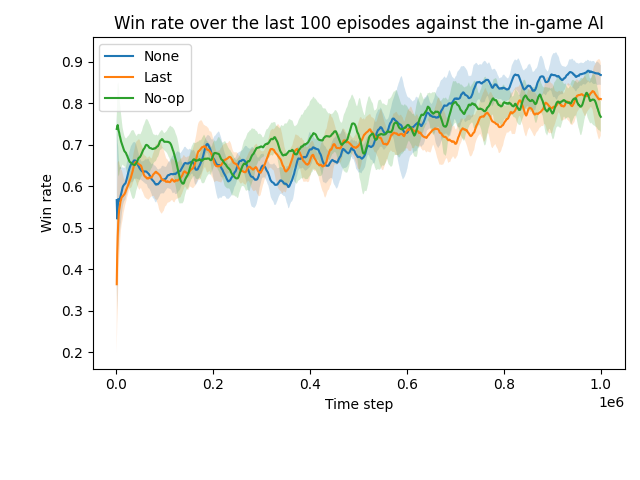 Win rate over the last 100 episodes against the in-game AI
None
Last
No-op
Win rate
0.9
0.8
0.7
0.6
0.5
0.4
0.3
0.2
0.0 0.2 0.4 0.6 0.8 1.0
1e6
Time step